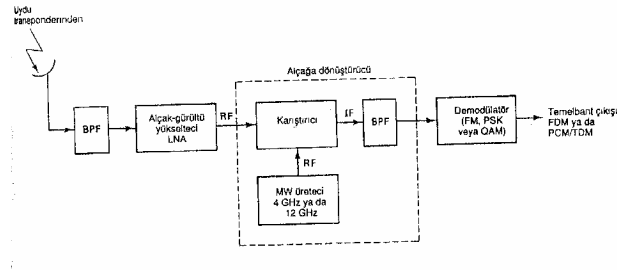 Uydu
transponderinden
Alçağa dönüştürücü
BPF
Alçak-gürültü
yükselteci
LNA
RF
Karıştırıcı
IF
BPF
Demodülatör
(FM, PSK
veya QAM)
Temelbant çıkışı
FDM ya da
PCM/TDM
RF
MW üreteci
4 GHz ya da
12 GHz